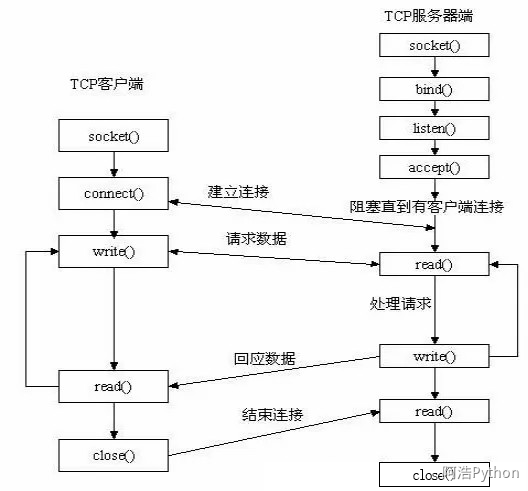 TCP服务器端
socket()
bind()
listen()
accept()
阻塞直到有客户端连接
read()
处理请求
write()
read()
close()
TCP客户端
socket()
connect()
write()
read()
close()
建立连接
请求数据
回应数据
结束连接
阿浩Python